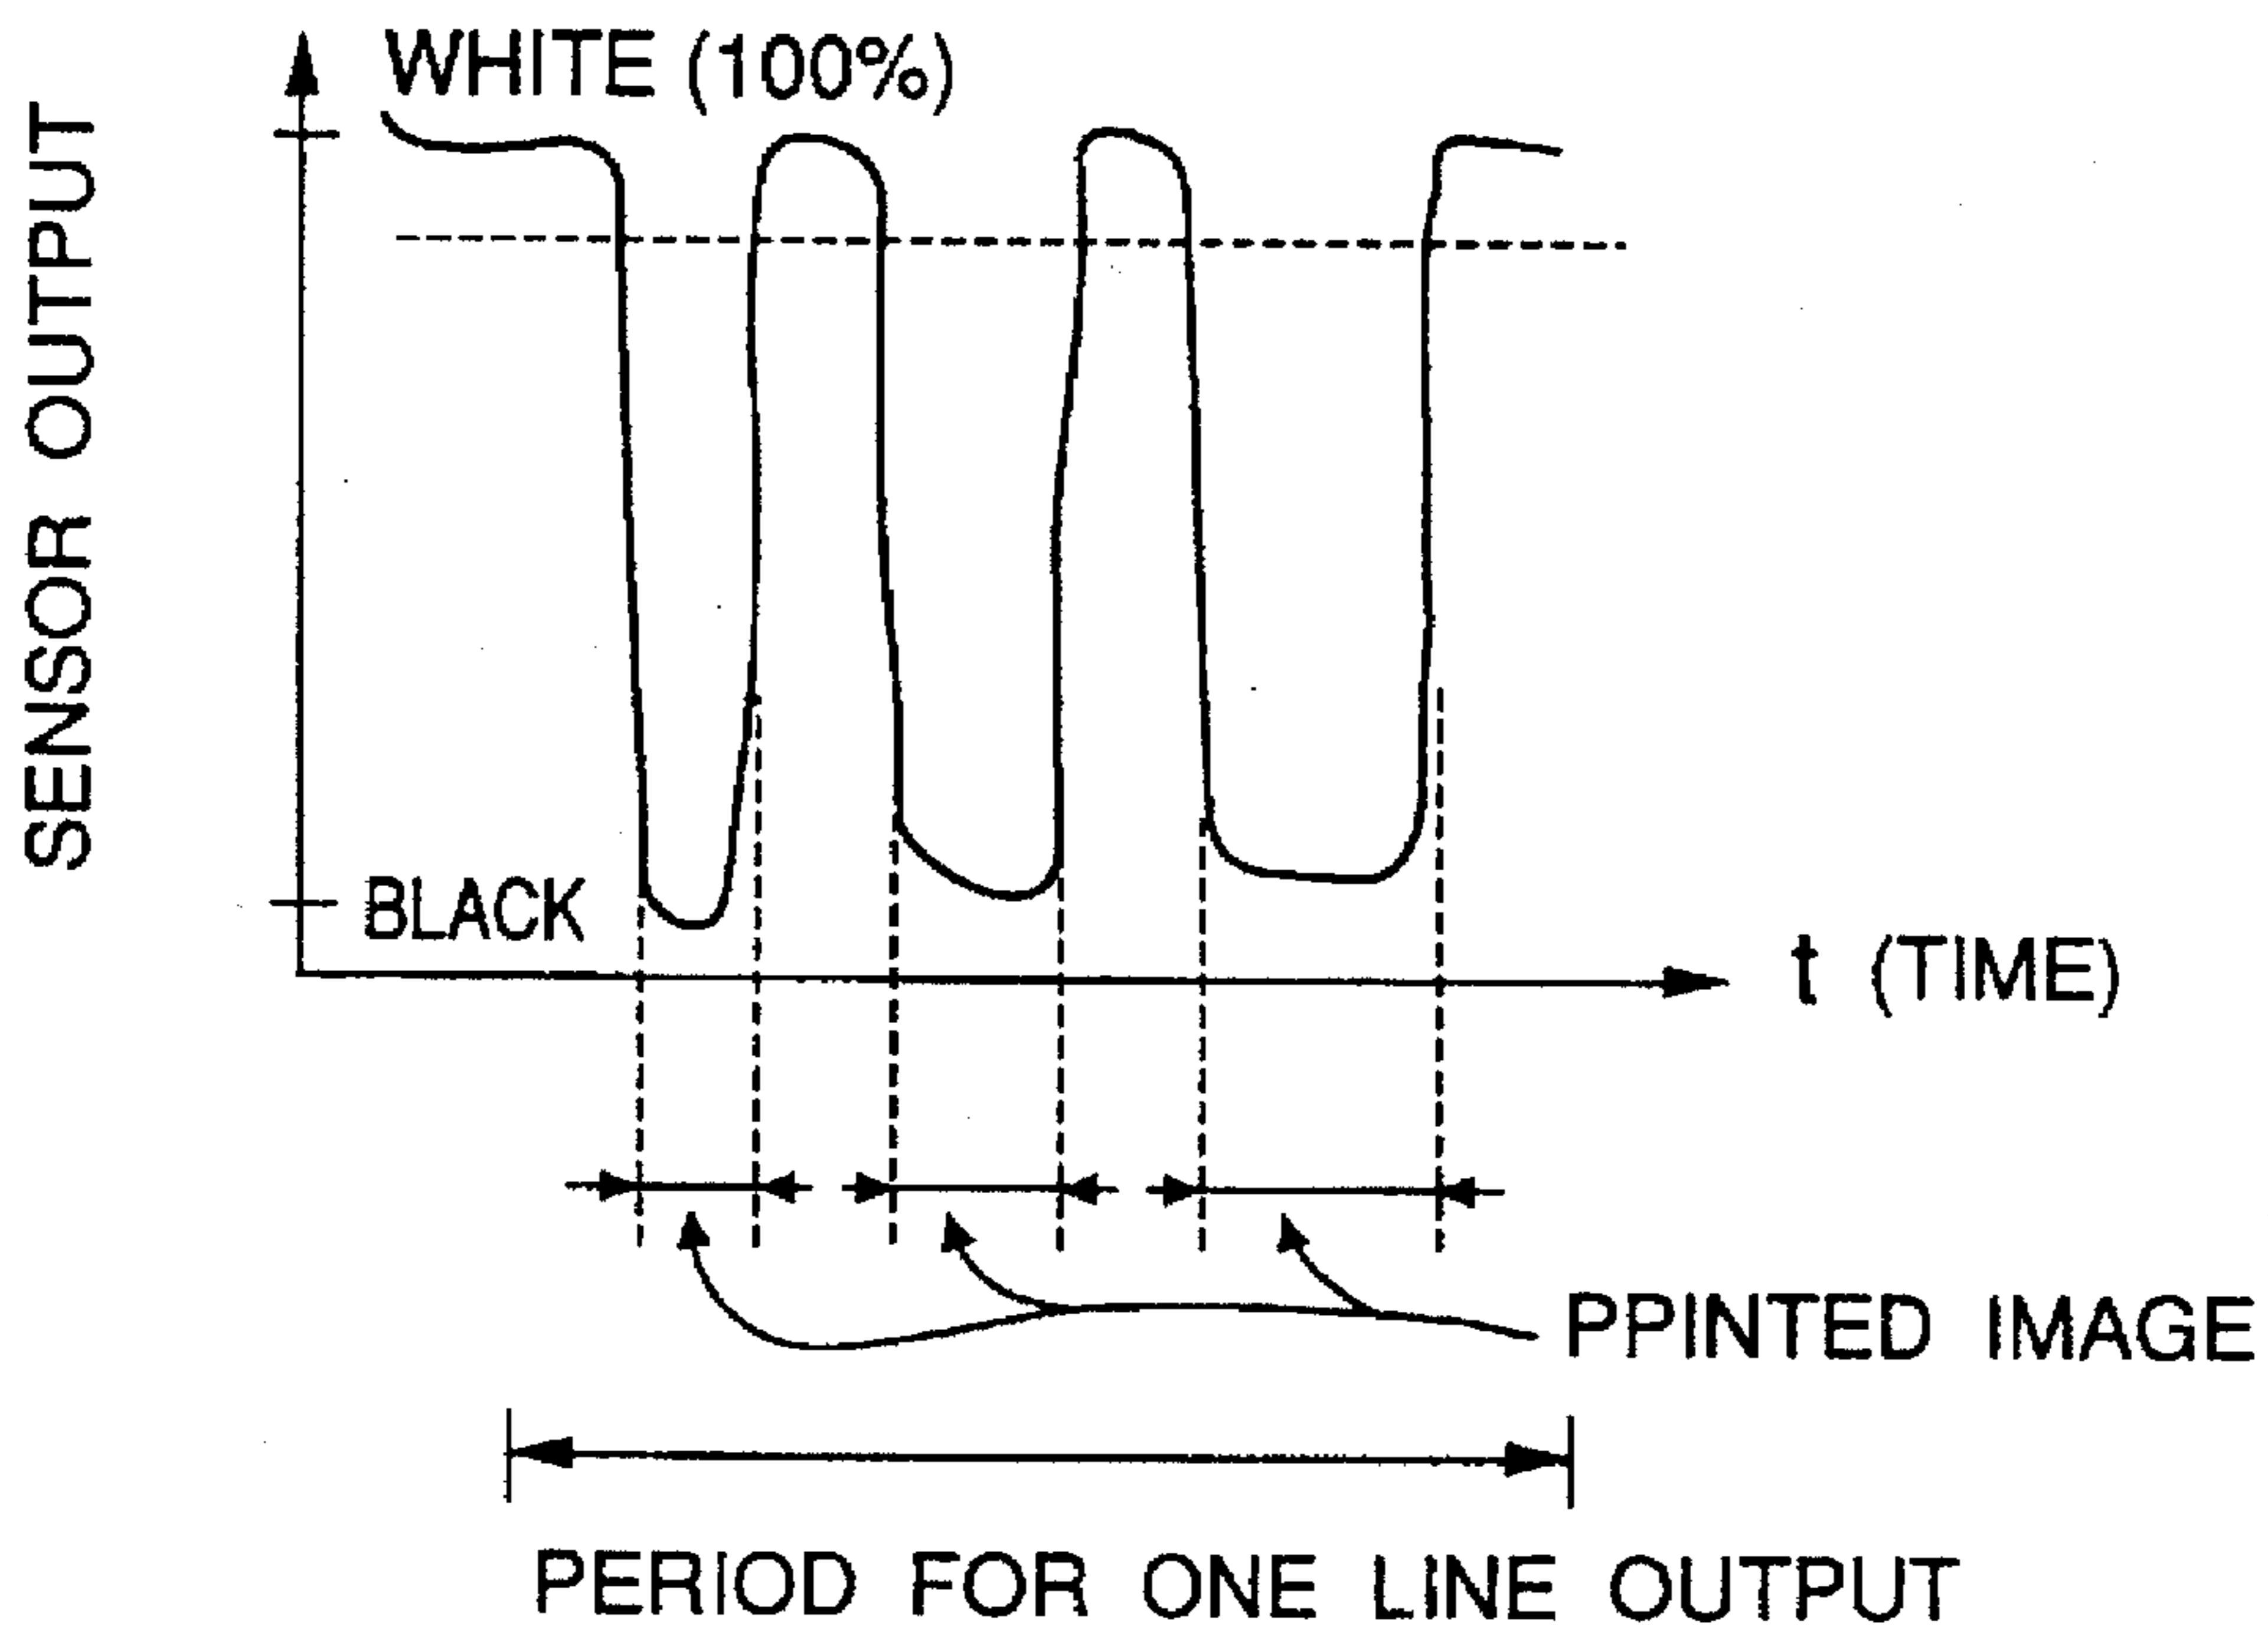 WHITE (100%)
SENSOR OUTPUT
BLACK
t (TIME)
PPINTED IMAGE
PERIOD FOR ONE LINE OUTPUT